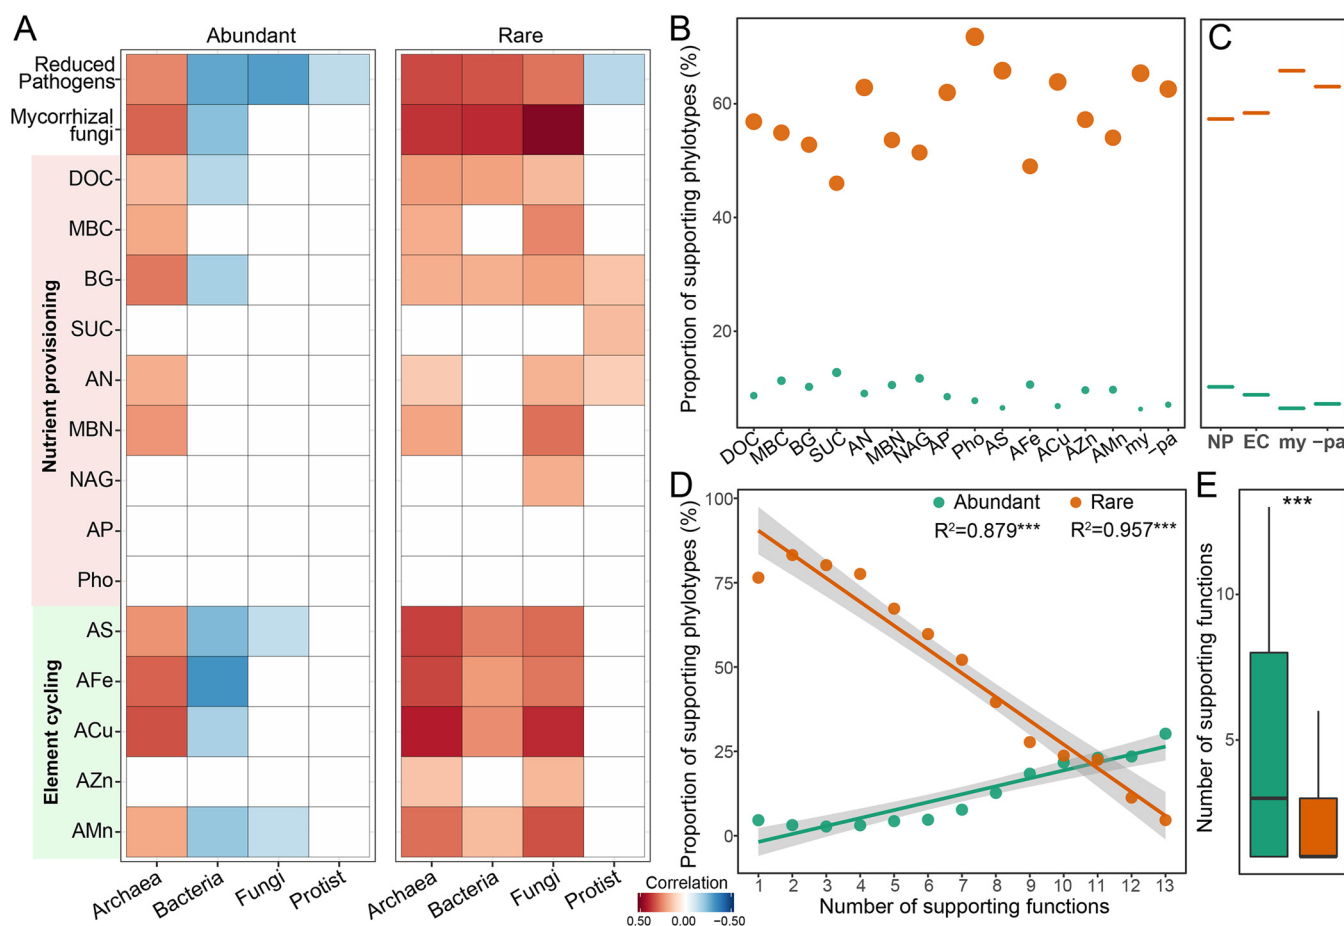 A
Abundant
Rare
Reduced
Pathogens
Mycorrhizal
fungi
DOC
MBC
BG
SUC
AN
MBN
NAG
AP
Pho
AS
AFe
ACu
AZn
AMn
Nutrient provisioning
Element cycling
Archaea
Bacteria
Fungi
Protist
Archaea
Bacteria
Fungi
Protist
Correlation
0.50 0.00 −0.50
B
Proportion of supporting phylotypes (%)
60
40
20
DOC
MBC
BG
SUC
AN
MBN
NAG
AP
Pho
AS
AFe
ACu
AZn
AMn
my
−pa
C
NP EC my −pa
D
Proportion of supporting phylotypes (%)
100
75
50
25
0
Abundant Rare
R²=0.879*** R²=0.957***
1 2 3 4 5 6 7 8 9 10 11 12 13
Number of supporting functions
E
***
Number of supporting functions
10
5